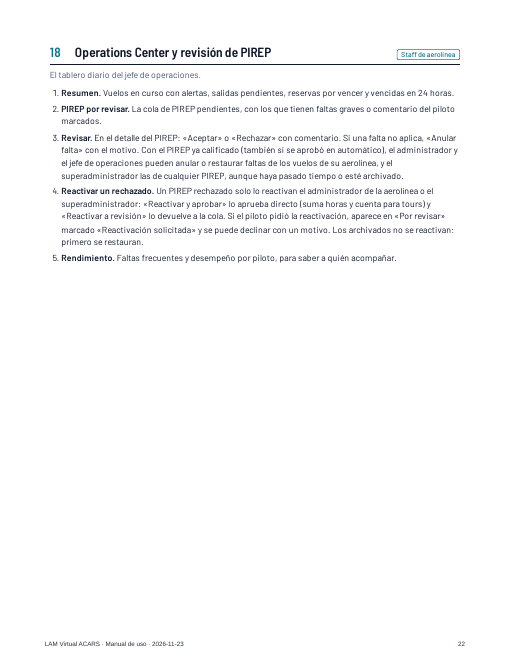 18 Operations Center y revisión de PIREP Staff de aerolínea
El tablero diario del jefe de operaciones.
1. Resumen. Vuelos en curso con alertas, salidas pendientes, reservas por vencer y vencidas en 24 horas.
2. PIREP por revisar. La cola de PIREP pendientes, con los que tienen faltas graves o comentario del piloto
marcados.
3. Revisar. En el detalle del PIREP: «Aceptar» o «Rechazar» con comentario. Si una falta no aplica, «Anular
falta» con el motivo. Con el PIREP ya calificado (también si se aprobó en automático), el administrador y
el jefe de operaciones pueden anular o restaurar faltas de los vuelos de su aerolínea, y el
superadministrador las de cualquier PIREP, aunque haya pasado tiempo o esté archivado.
4. Reactivar un rechazado. Un PIREP rechazado solo lo reactivan el administrador de la aerolínea o el
superadministrador: «Reactivar y aprobar» lo aprueba directo (suma horas y cuenta para tours) y
«Reactivar a revisión» lo devuelve a la cola. Si el piloto pidió la reactivación, aparece en «Por revisar»
marcado «Reactivación solicitada» y se puede declinar con un motivo. Los archivados no se reactivan:
primero se restauran.
5. Rendimiento. Faltas frecuentes y desempeño por piloto, para saber a quién acompañar.
LAM Virtual ACARS · Manual de uso · 2026-11-23 22